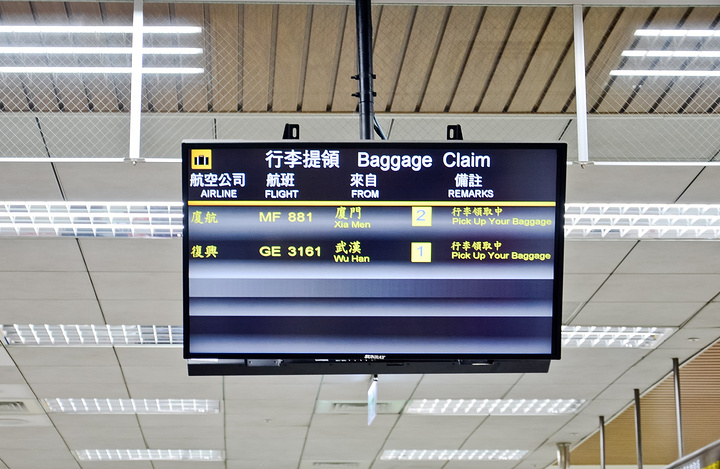 行李提領 Baggage Claim
航空公司 航班 來自 備註
AIRLINE FLIGHT FROM REMARKS
廈航 MF 881 廈門 2 行李領取中
Xia Men Pick Up Your Baggage
復興 GE 3161 武漢 1 行李領取中
Wu Han Pick Up Your Baggage